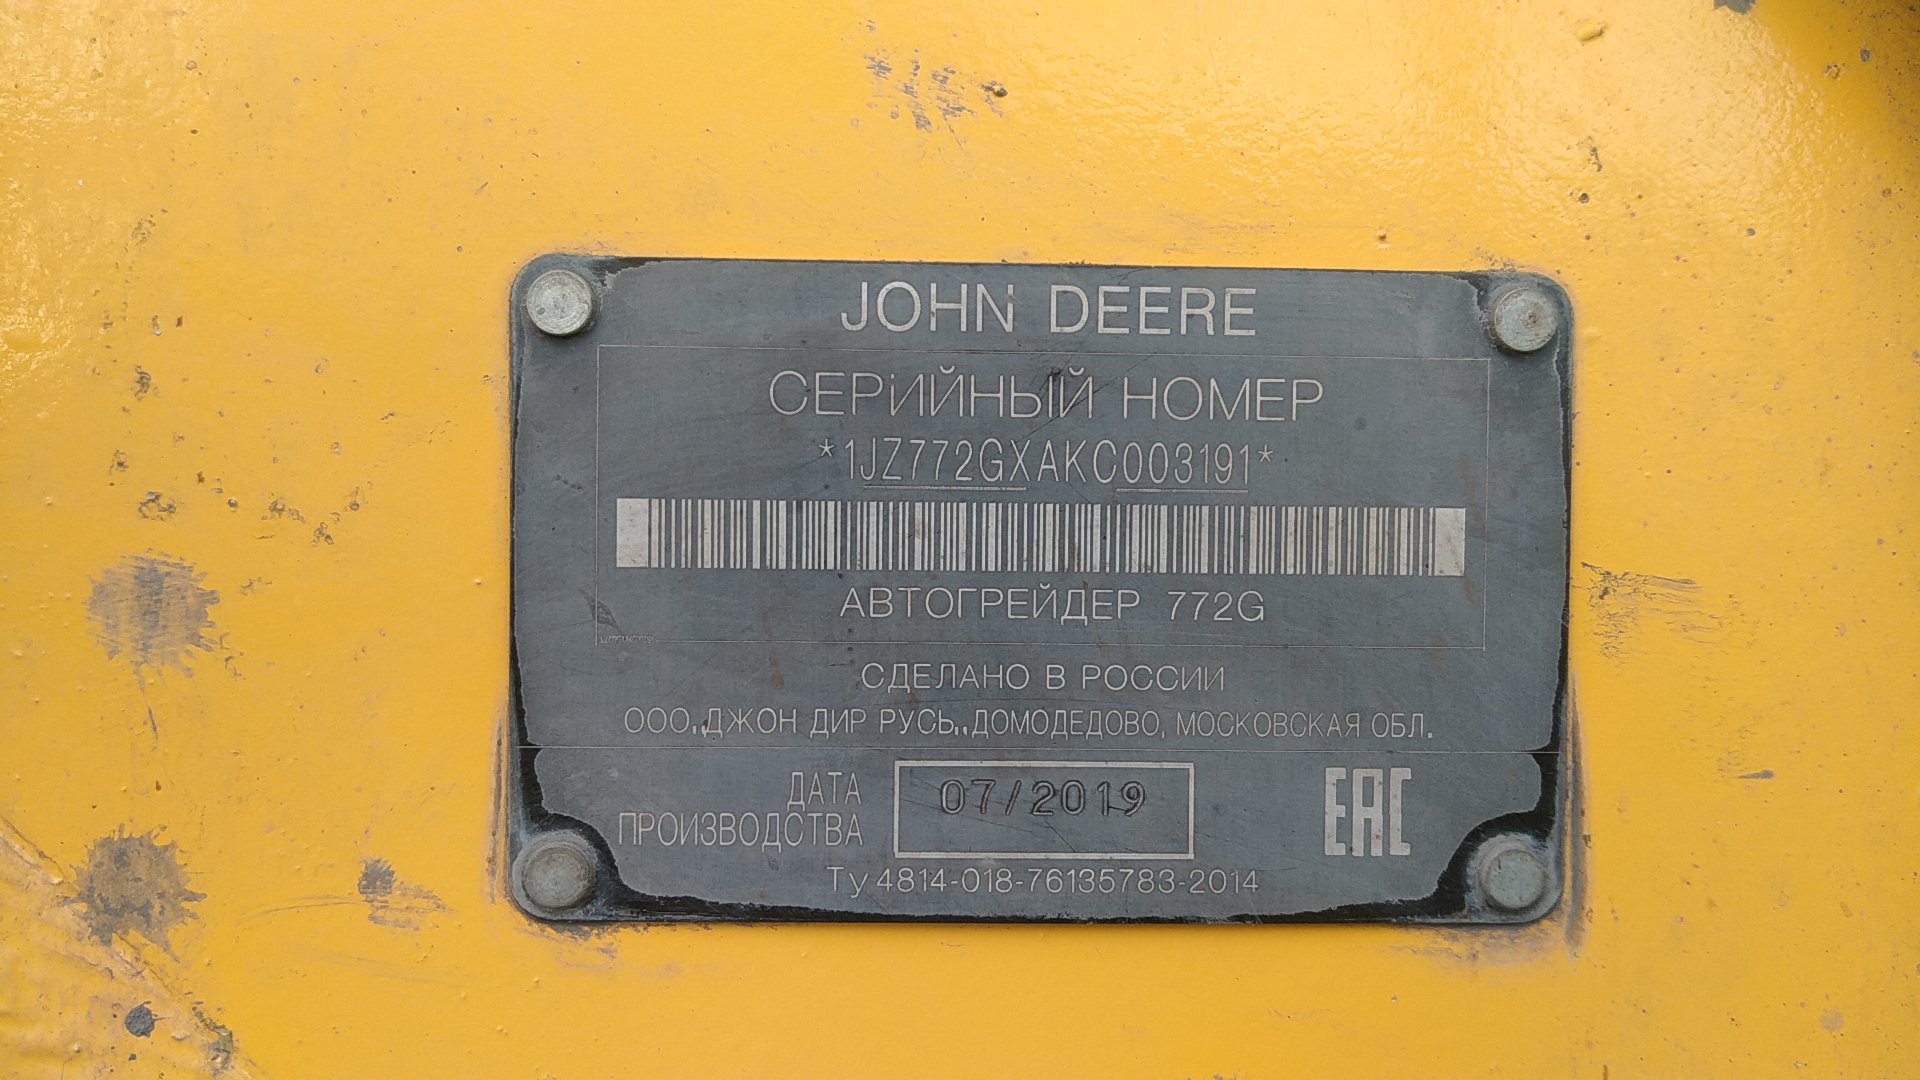 JOHN DEERE
СЕРИЙНЫЙ НОМЕР
*1JZ772GXAKC003191*
АВТОГРЕЙДЕР 772G
СДЕЛАНО В РОССИИ
ООО„ДЖОН ДИР РУСЬ„ДОМОДЕДОВО, МОСКОВСКАЯ ОБЛ.
ДАТА
ПРОИЗВОДСТВА
07/2019
EAC
Ту 4814-018-76135783-2014